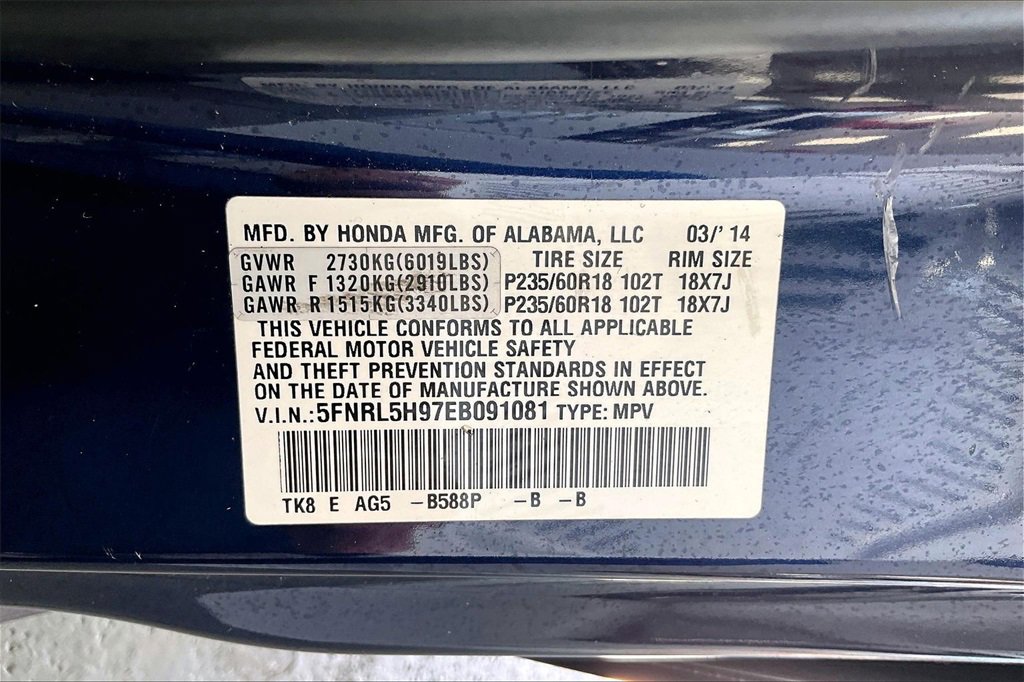 MFD. BY HONDA MFG. OF ALABAMA, LLC 03/'14
GVWR 2730KG(6019LBS) TIRE SIZE RIM SIZE
GAWR F 1320KG(2910LBS) P235/60R18 102T 18X7J
GAWR R 1515KG(3340LBS) P235/60R18 102T 18X7J
THIS VEHICLE CONFORMS TO ALL APPLICABLE
FEDERAL MOTOR VEHICLE SAFETY
AND THEFT PREVENTION STANDARDS IN EFFECT
ON THE DATE OF MANUFACTURE SHOWN ABOVE.
V.I.N.:5FNRL5H97EB091081 TYPE: MPV
TK8 E AG5 -B588P -B -B